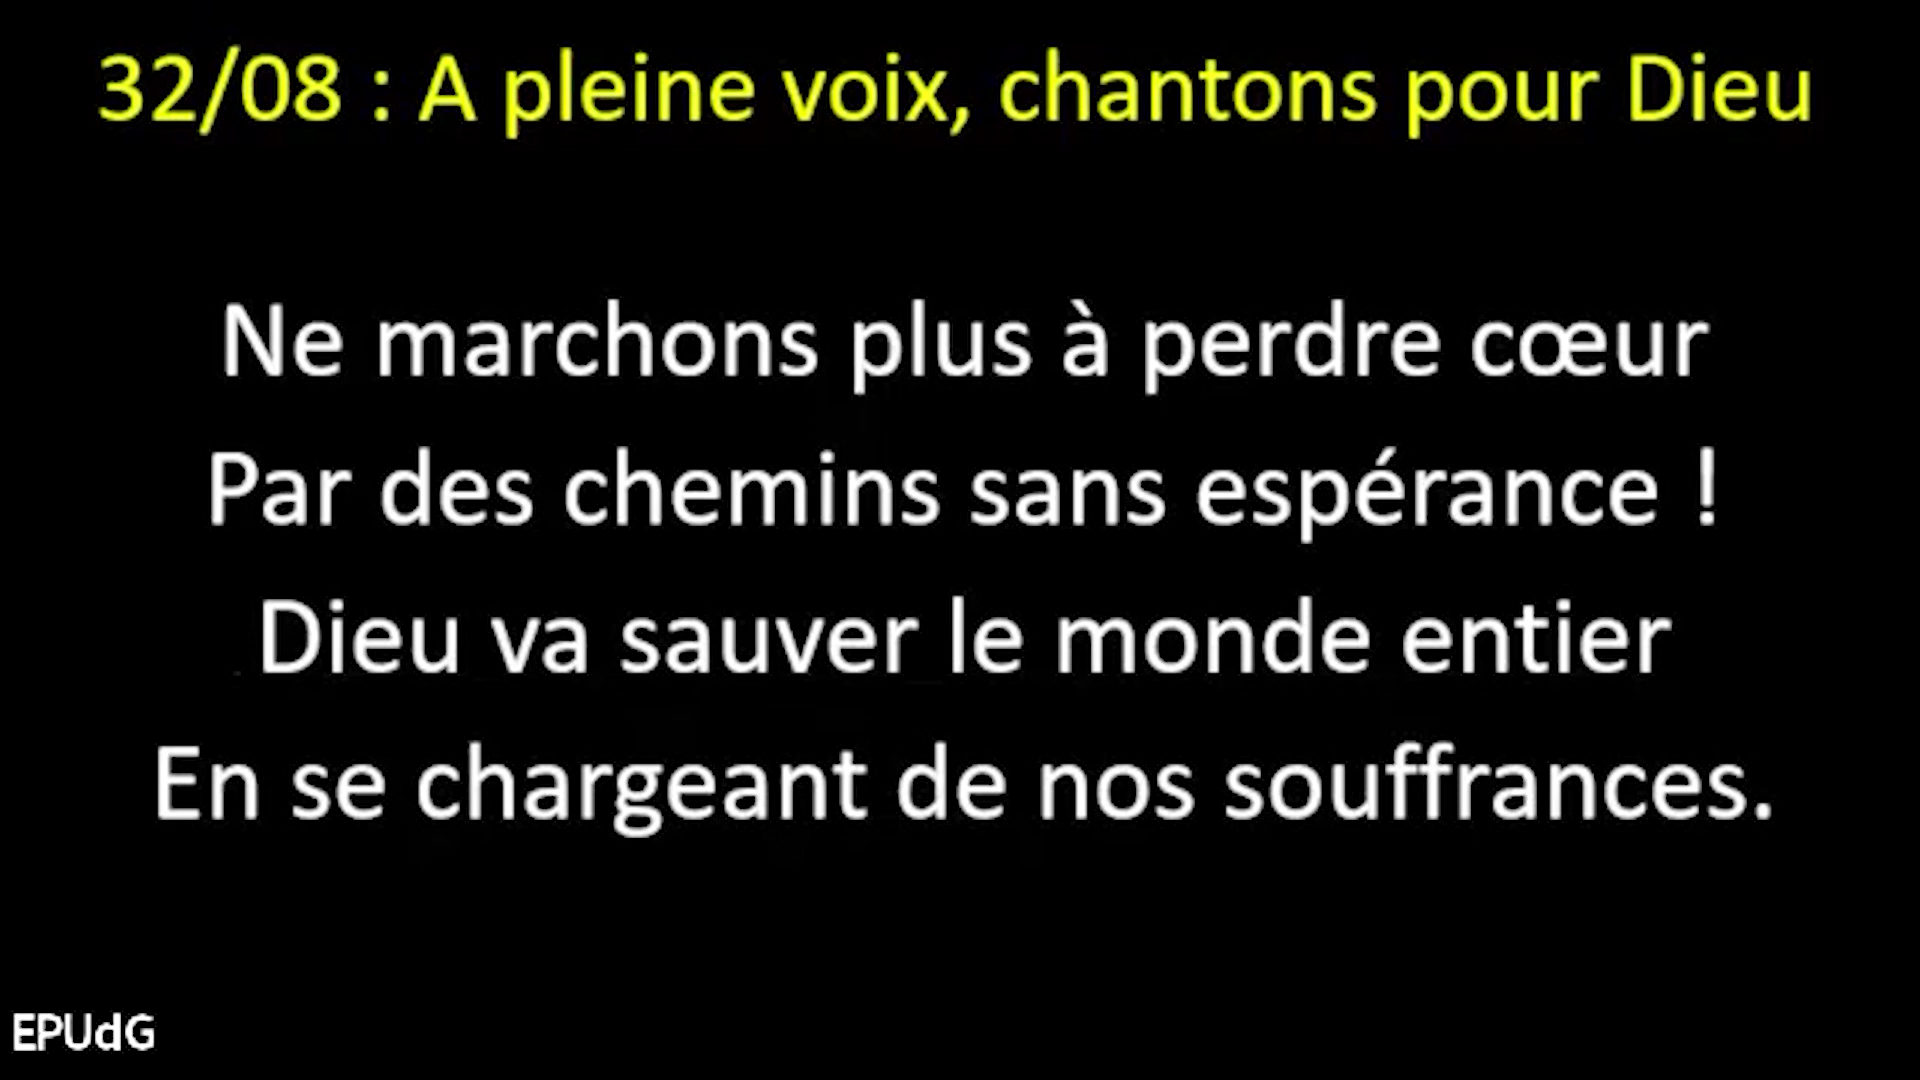 32/08 : A pleine voix, chantons pour Dieu
Ne marchons plus à perdre cœur
Par des chemins sans espérance !
Dieu va sauver le monde entier
En se chargeant de nos souffrances.
EPUdG